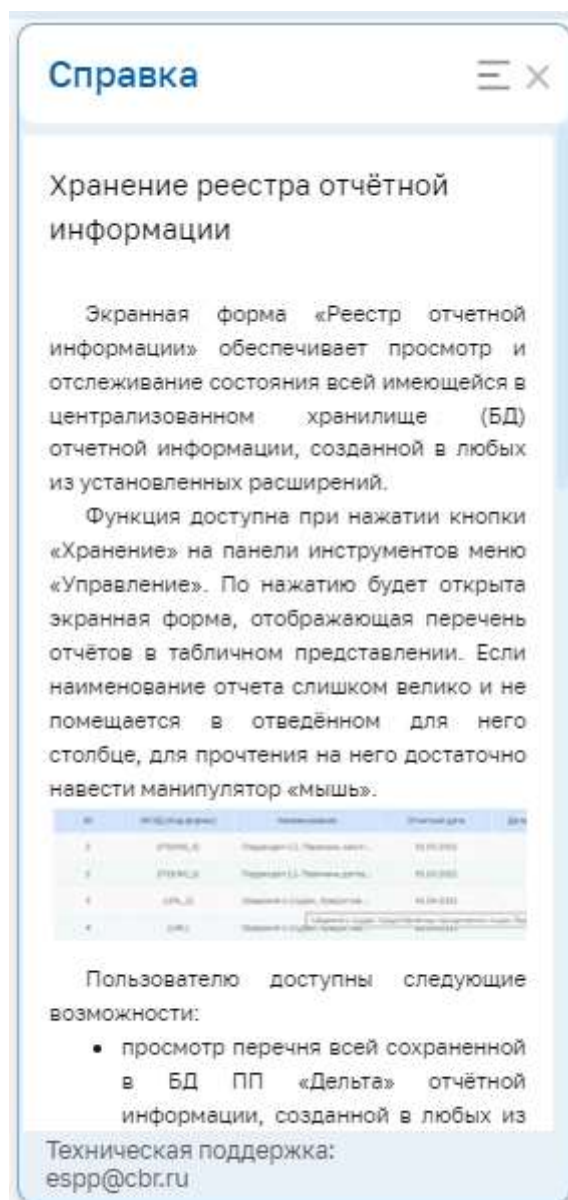 Справка
Хранение реестра отчётной
информации
Экранная форма «Реестр отчетной
информации» обеспечивает просмотр и
отслеживание состояния всей имеющейся в
централизованном хранилище (БД)
отчетной информации, созданной в любых
из установленных расширений.
Функция доступна при нажатии кнопки
«Хранение» на панели инструментов меню
«Управление». По нажатию будет открыта
экранная форма, отображающая перечень
отчётов в табличном представлении. Если
наименование отчета слишком велико и не
помещается в отведённом для него
столбце, для прочтения на него достаточно
навести манипулятор «мышь».
Наименование Отчетная дата
Пользователю доступны следующие
возможности:
• просмотр перечня всей сохраненной
в БД ПП «Дельта» отчётной
информации, созданной в любых из
Техническая поддержка:
espp@cbr.ru